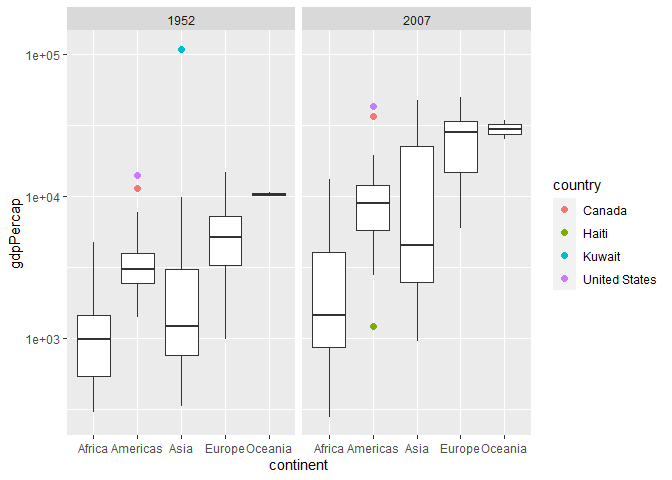 1952 2007
1e+05
1e+04
1e+03
gdpPercap
Africa Americas Asia Europe Oceania Africa Americas Asia Europe Oceania
continent
country
Canada
Haiti
Kuwait
United States